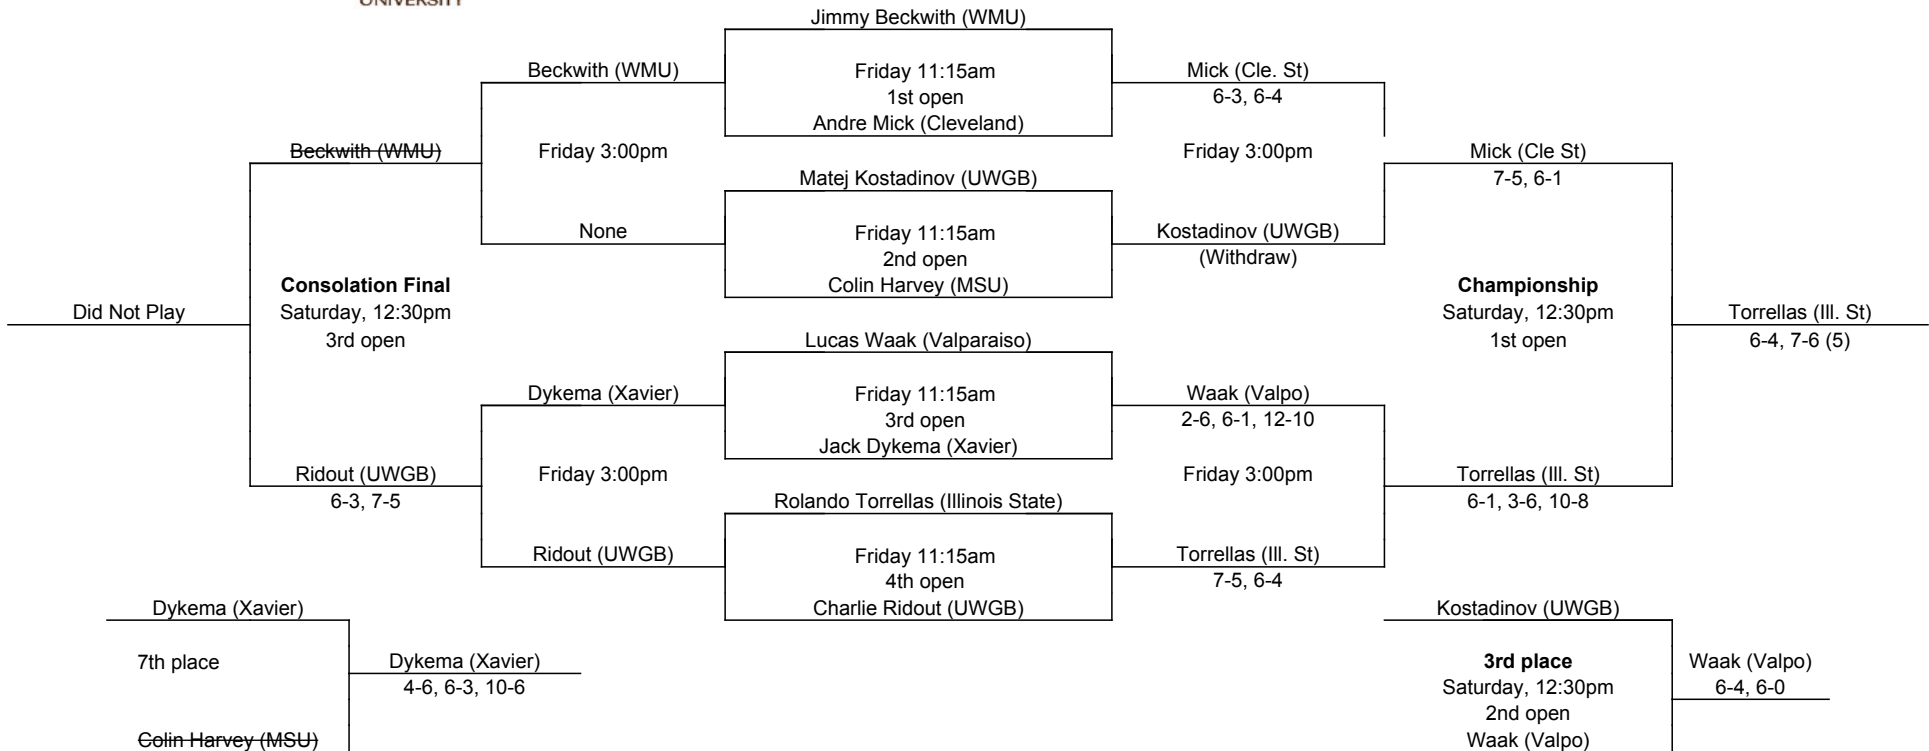 UNIVERSITY
Jimmy Beckwith (WMU)
Beckwith (WMU)
Friday 11:15am
Mick (Cle. St)
1st open
6-3, 6-4
Andre Mick (Cleveland)
Beckwith (WMU)
Friday 3:00pm
Friday 3:00pm
Mick (Cle St)
Matej Kostadinov (UWGB)
7-5, 6-1
None
Friday 11:15am
Kostadinov (UWGB)
2nd open
(Withdraw)
Consolation Final
Colin Harvey (MSU)
Championship
Did Not Play
Saturday, 12:30pm
Saturday, 12:30pm
Torrellas (Ill. St)
3rd open
Lucas Waak (Valparaiso)
1st open
6-4, 7-6 (5)
Dykema (Xavier)
Friday 11:15am
Waak (Valpo)
3rd open
2-6, 6-1, 12-10
Jack Dykema (Xavier)
Ridout (UWGB)
Friday 3:00pm
Friday 3:00pm
Torrellas (Ill. St)
6-3, 7-5
Rolando Torrellas (Illinois State)
6-1, 3-6, 10-8
Ridout (UWGB)
Friday 11:15am
Torrellas (Ill. St)
4th open
7-5, 6-4
Dykema (Xavier)
Charlie Ridout (UWGB)
Kostadinov (UWGB)
7th place
Dykema (Xavier)
3rd place
Waak (Valpo)
4-6, 6-3, 10-6
Saturday, 12:30pm
6-4, 6-0
2nd open
Colin Harvey (MSU)
Waak (Valpo)